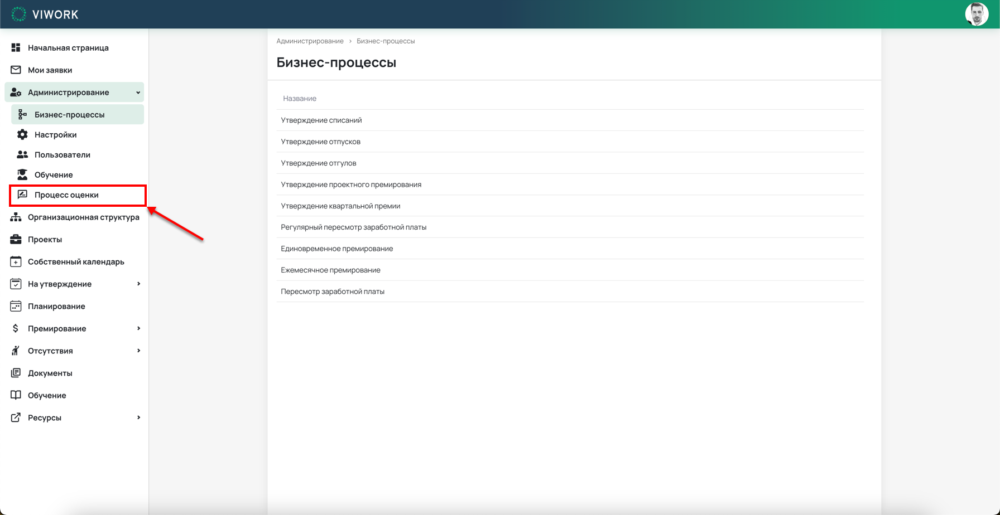 VIWORK
Начальная страница
Мои заявки
Администрирование
Бизнес-процессы
Настройки
Пользователи
Обучение
Процесс оценки
Организационная структура
Проекты
Собственный календарь
На утверждение
Планирование
Премирование
Отсутствия
Документы
Обучение
Ресурсы
Администрирование › Бизнес-процессы
Бизнес-процессы
Название
Утверждение списаний
Утверждение отпусков
Утверждение отгулов
Утверждение проектного премирования
Утверждение квартальной премии
Регулярный пересмотр заработной платы
Единовременное премирование
Ежемесячное премирование
Пересмотр заработной платы